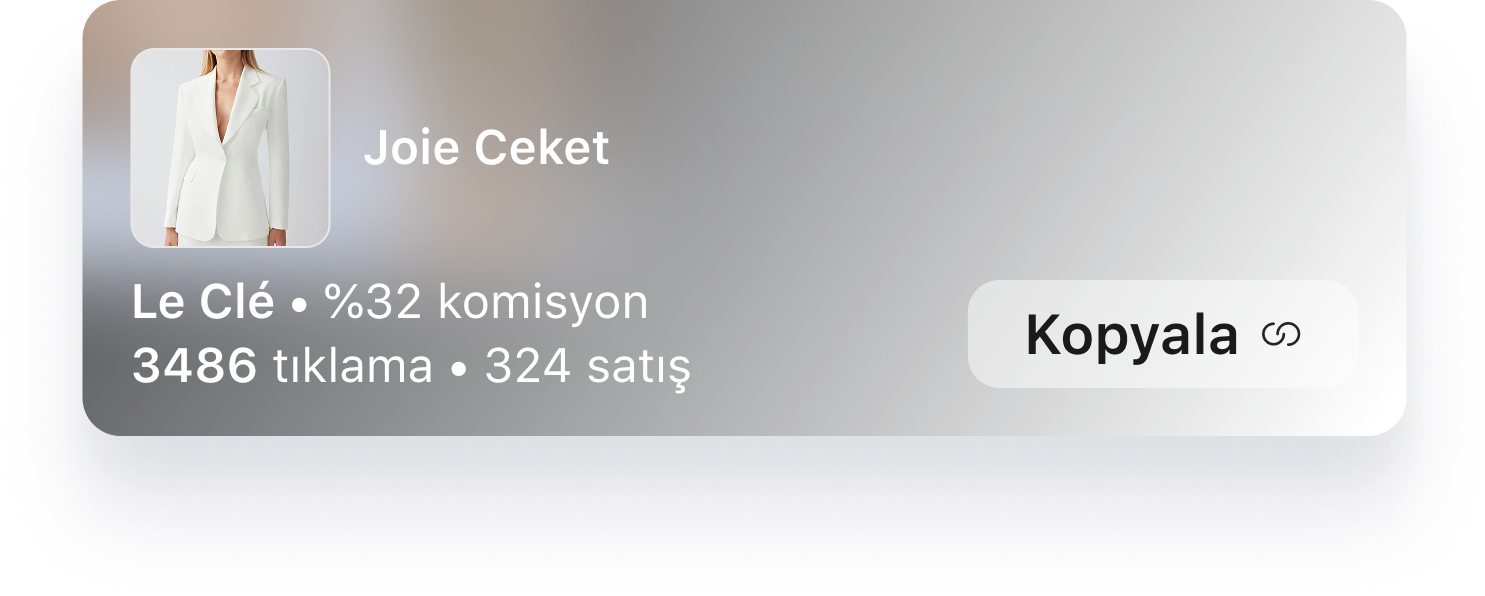 Joie Ceket
Le Clé • %32 komisyon
3486 tıklama • 324 satış
Kopyala